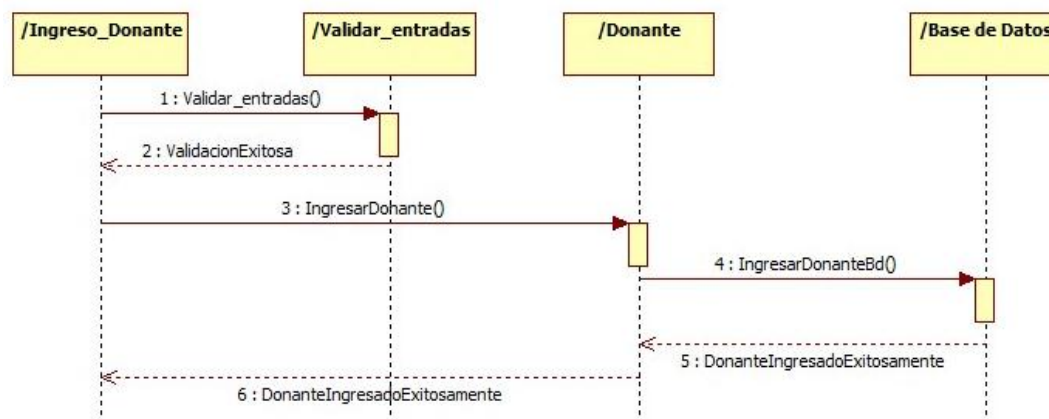 /Ingreso_Donante
/Validar_entradas
/Donante
/Base de Datos
1 : Validar_entradas()
2 : ValidacionExitosa
3 : IngresarDonante()
4 : IngresarDonanteBd()
5 : DonanteIngresadoExitosamente
6 : DonanteIngresadoExitosamente